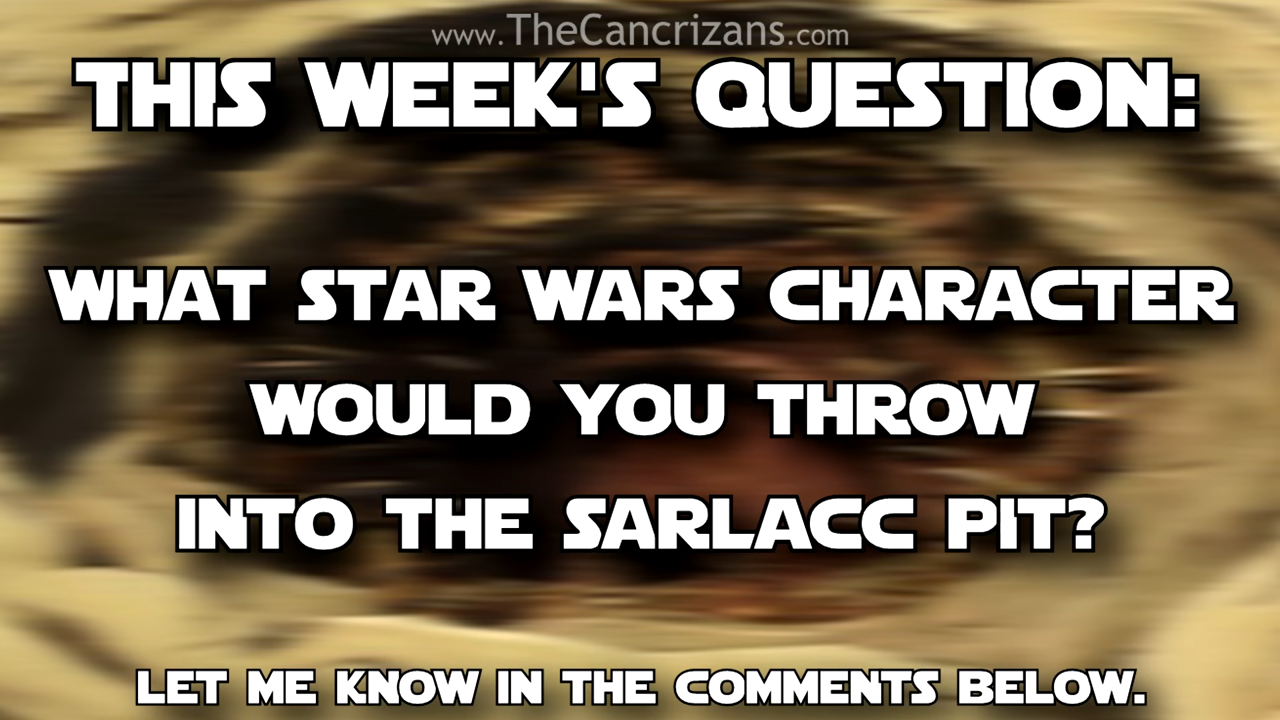 www.TheCancrizans.com
THIS WEEK'S QUESTION:
WHAT STAR WARS CHARACTER
WOULD YOU THROW
INTO THE SARLACC PIT?
LET ME KNOW IN THE COMMENTS BELOW.